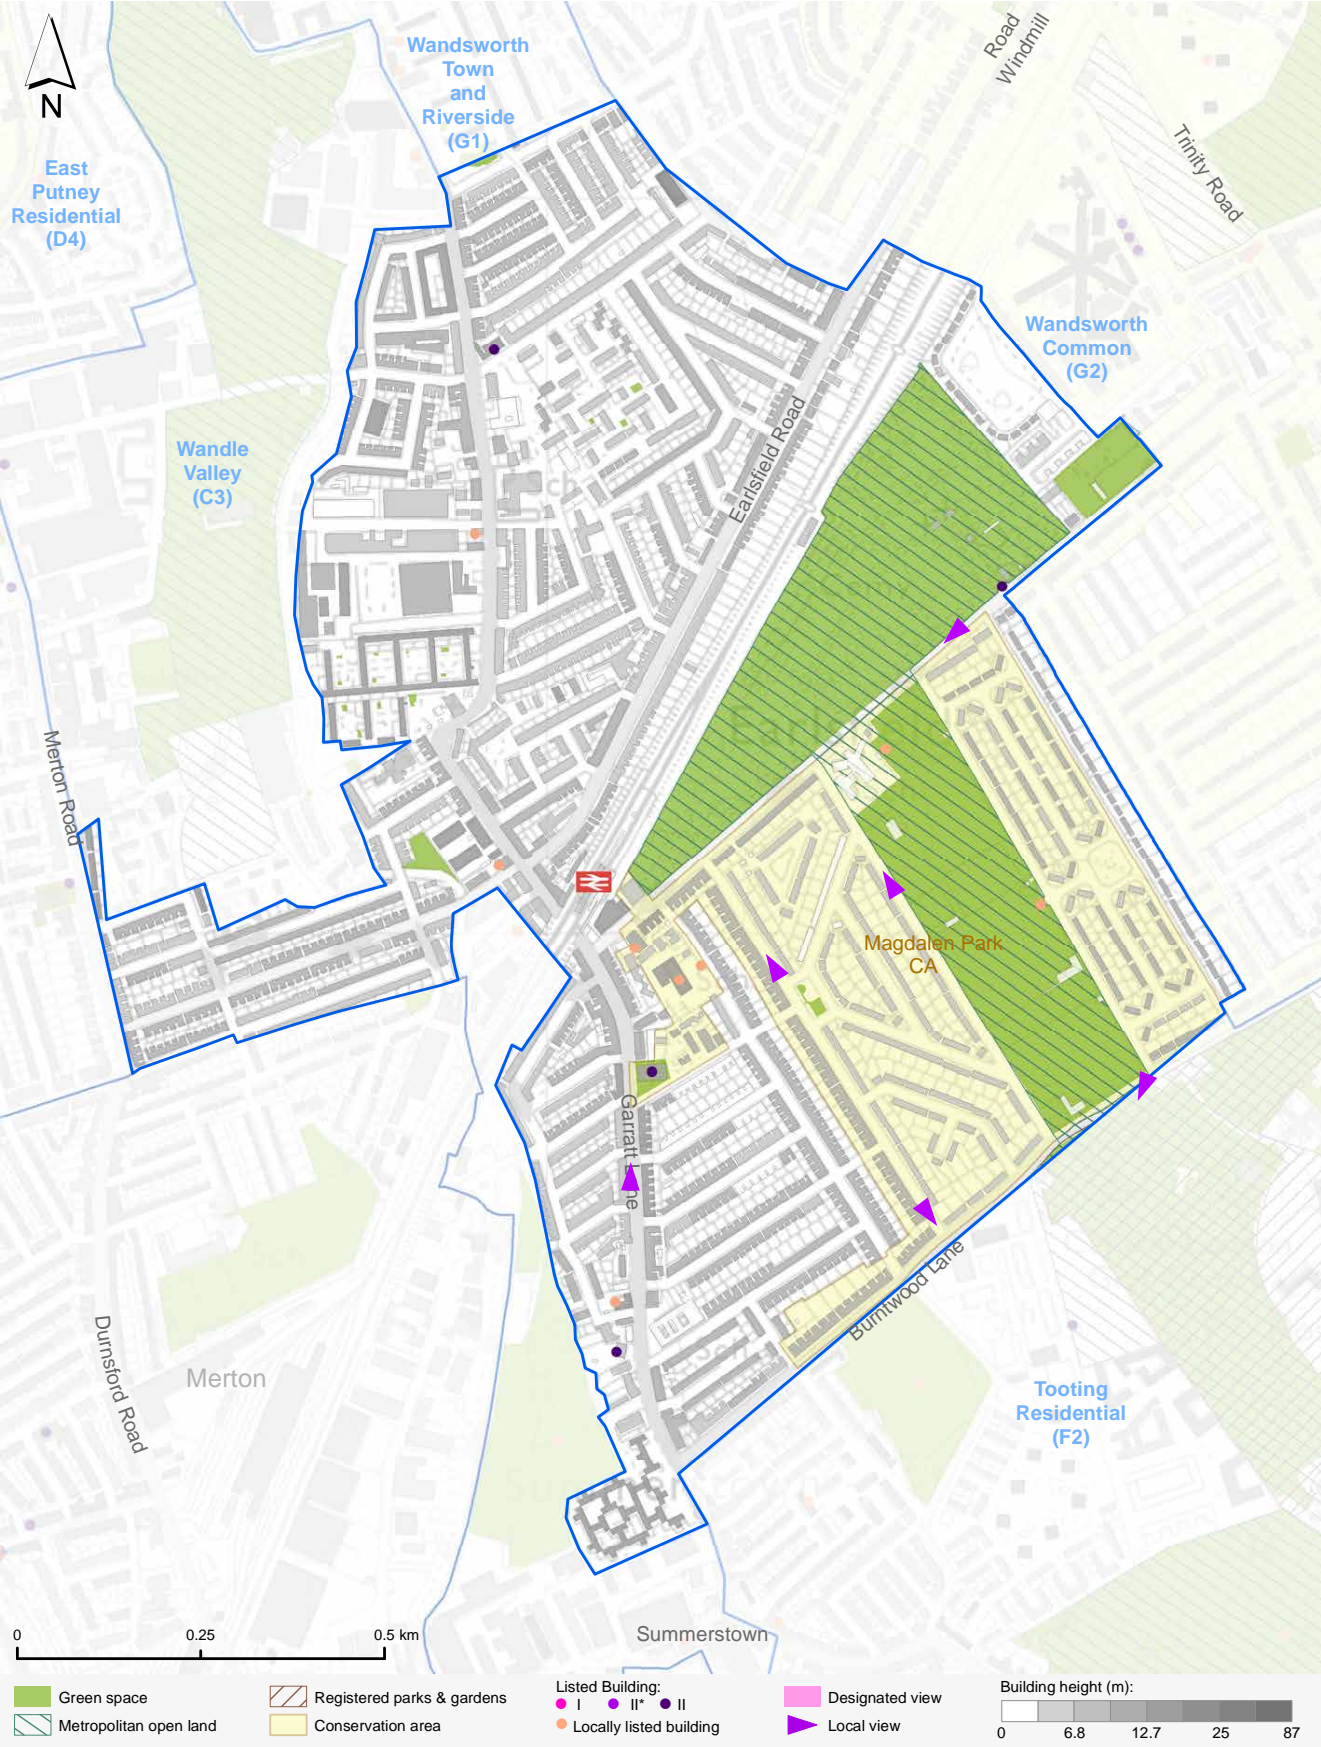 N
Wandsworth
Town
and
Riverside
(G1)
Road
Windmill
East
Putney
Residential
(D4)
Trinity Road
Wandsworth
Common
(G2)
Wandle
Valley
(C3)
Earlsfield Road
Merton Road
Magdalen Park
CA
Garratt Lane
Burntwood Lane
Durnsford Road
Merton
Tooting
Residential
(F2)
Summerstown
0 0.25 0.5 km
Green space
Metropolitan open land
Registered parks & gardens
Conservation area
Listed Building:
I II* II
Locally listed building
Designated view
Local view
Building height (m):
0 6.8 12.7 25 87